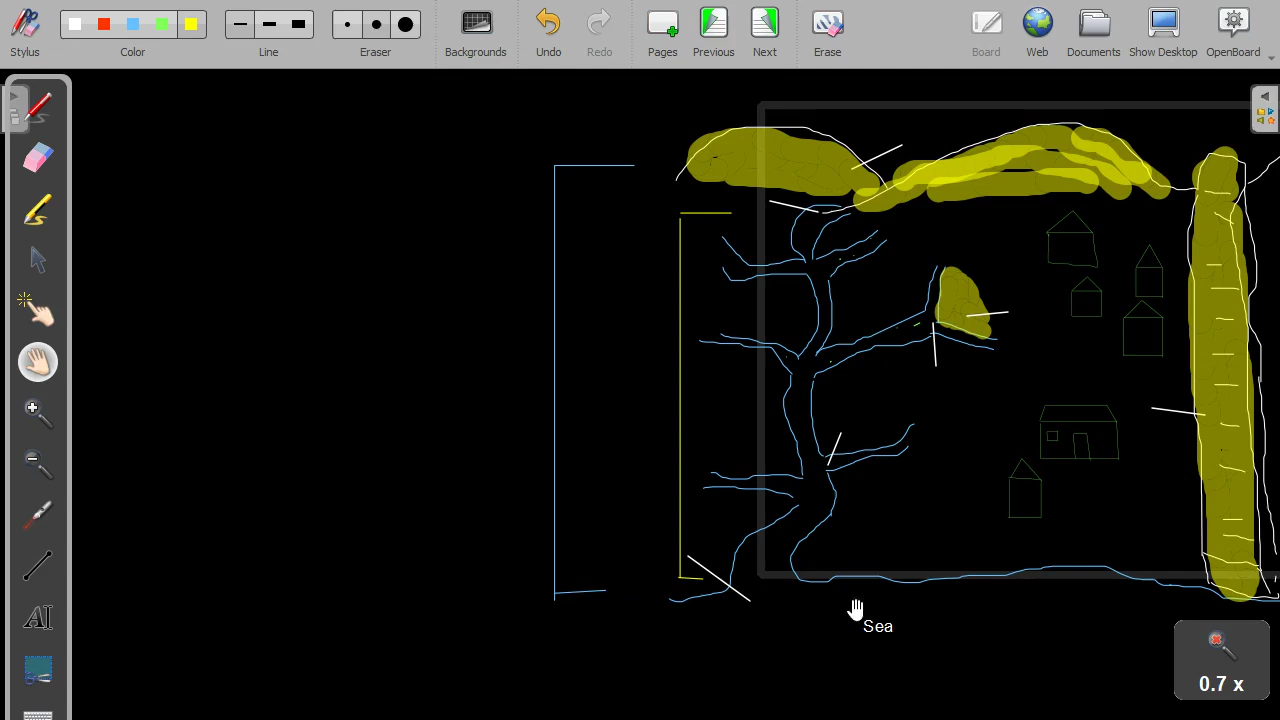 Stylus
Color
Line
Eraser
Backgrounds
Undo
Redo
Pages
Previous
Next
Erase
Board
Web
Documents
Show Desktop
OpenBoard
AI
Sea
0.7 x